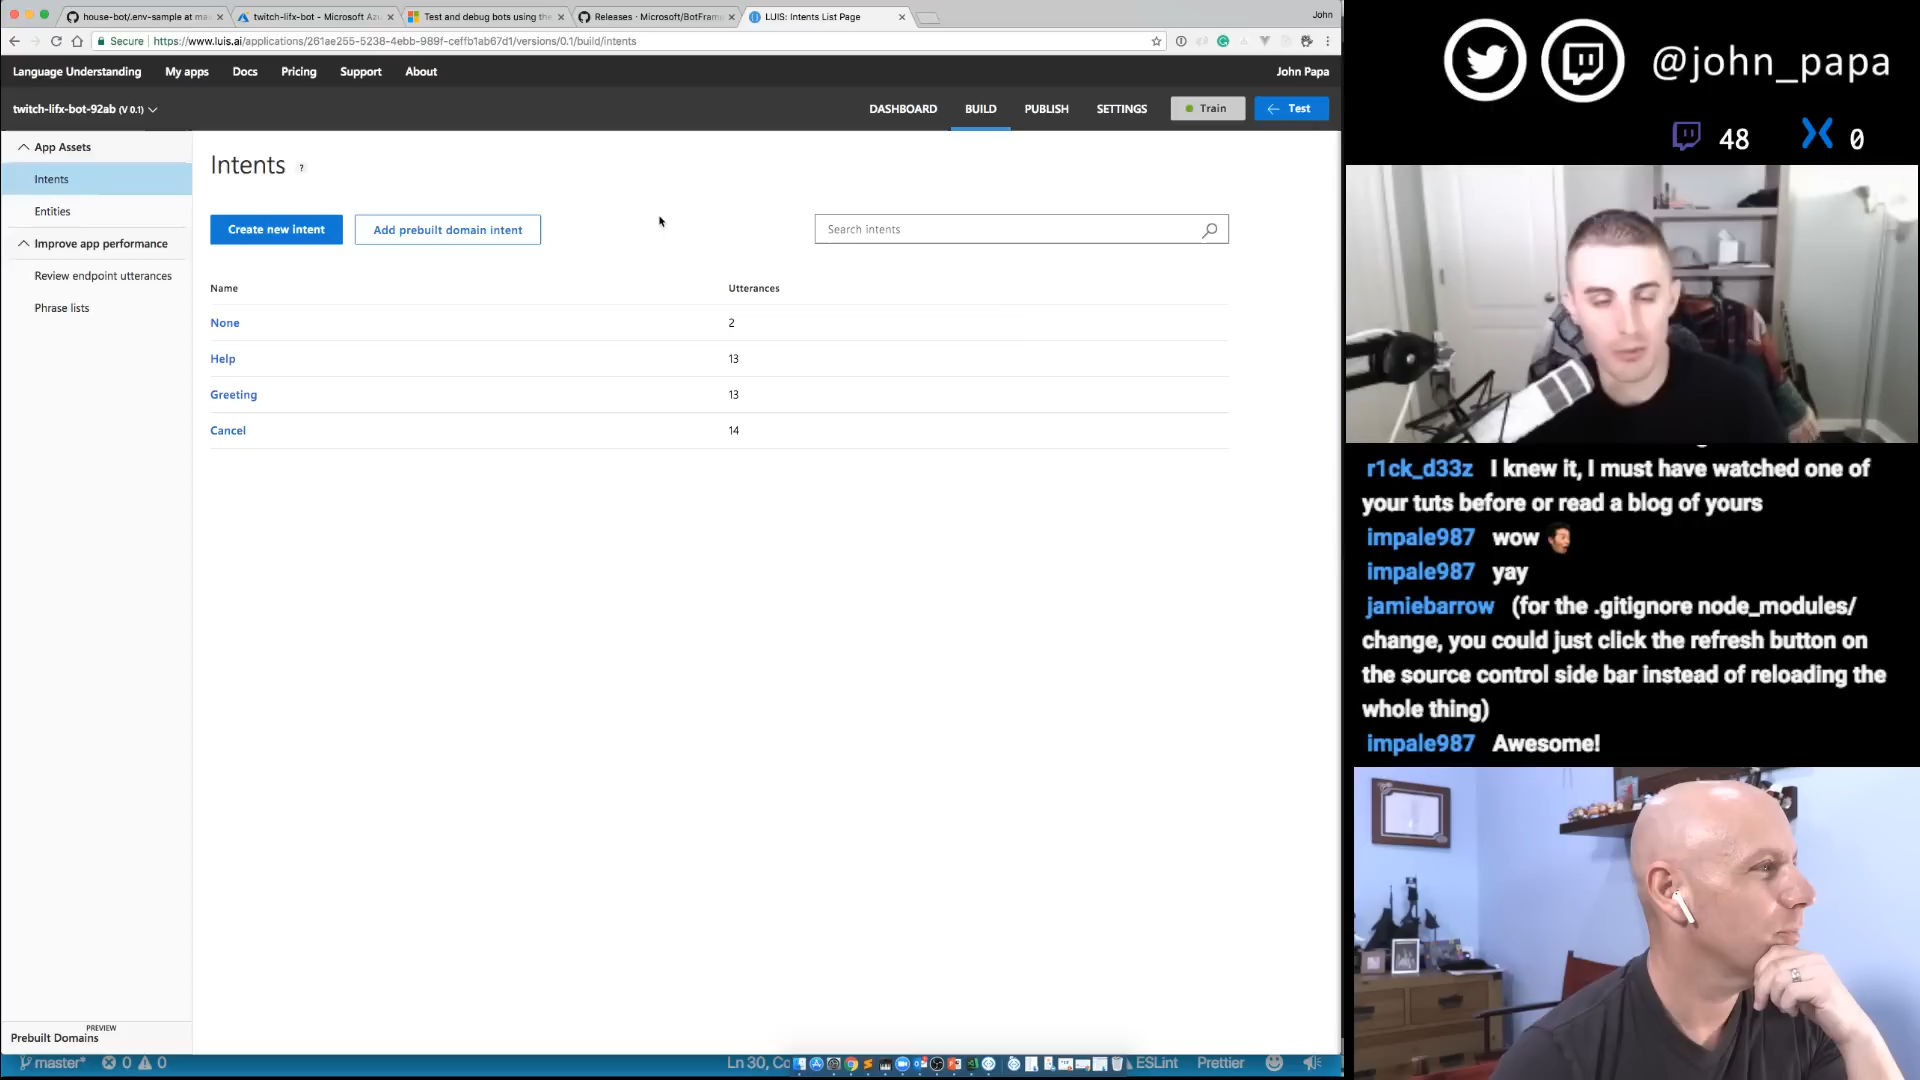 house-bot/.env-sample at ma
twitch-lifx-bot - Microsoft Az
Test and debug bots using the
Releases · Microsoft/BotFram
LUIS: Intents List Page
John
Secure
https://www.luis.ai/applications/261ae255-5238-4ebb-989f-ceffb1ab67d1/versions/0.1/build/intents
Language Understanding My apps Docs Pricing Support About
John Papa
twitch-lifx-bot-92ab (V 0.1)
DASHBOARD BUILD PUBLISH SETTINGS Train Test
App Assets
Intents
Entities
Improve app performance
Review endpoint utterances
Phrase lists
Intents ?
Create new intent
Add prebuilt domain intent
Search intents
Name Utterances
None 2
Help 13
Greeting 13
Cancel 14
PREVIEW
Prebuilt Domains
master* 0 0
Ln 30, Co
ESLint Prettier
@john_papa
48 0
r1ck_d33z I knew it, I must have watched one of
your tuts before or read a blog of yours
impale987 wow
impale987 yay
jamiebarrow (for the .gitignore node_modules/
change, you could just click the refresh button on
the source control side bar instead of reloading the
whole thing)
impale987 Awesome!